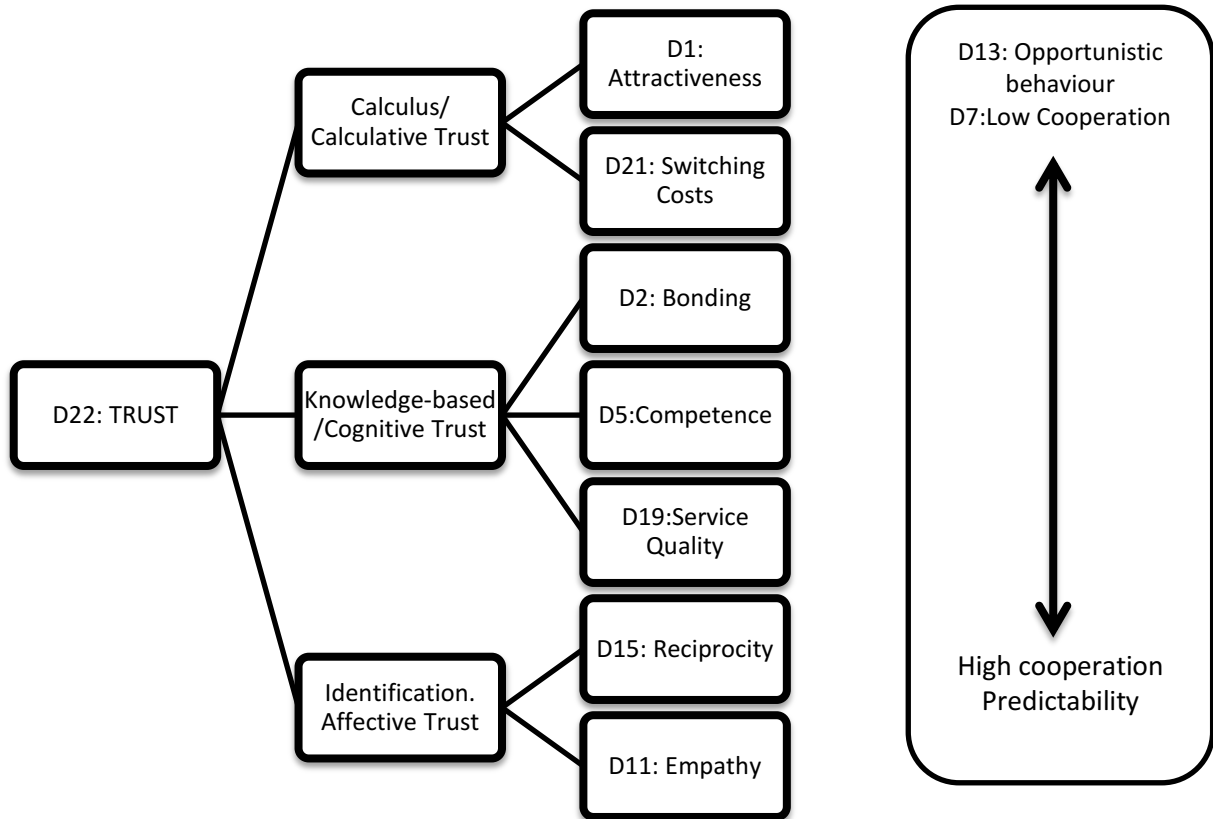 D1:
Attractiveness
Calculus/
Calculative Trust
D21: Switching
Costs
D2: Bonding
D22: TRUST
Knowledge-based
/Cognitive Trust
D5:Competence
D19:Service
Quality
D15: Reciprocity
Identification.
Affective Trust
D11: Empathy
D13: Opportunistic
behaviour
D7:Low Cooperation
High cooperation
Predictability